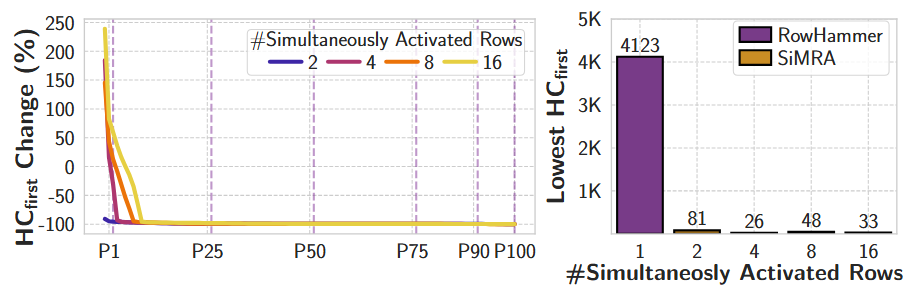 HCfirst Change (%)
250
200
150
100
50
0
-50
-100
#Simultaneously Activated Rows
2 4 8 16
P1 P25 P50 P75 P90 P100
Lowest HCfirst
5K
4K
3K
2K
1K
RowHammer
SiMRA
4123
81
26
48
33
1 2 4 8 16
#Simultaneosly Activated Rows